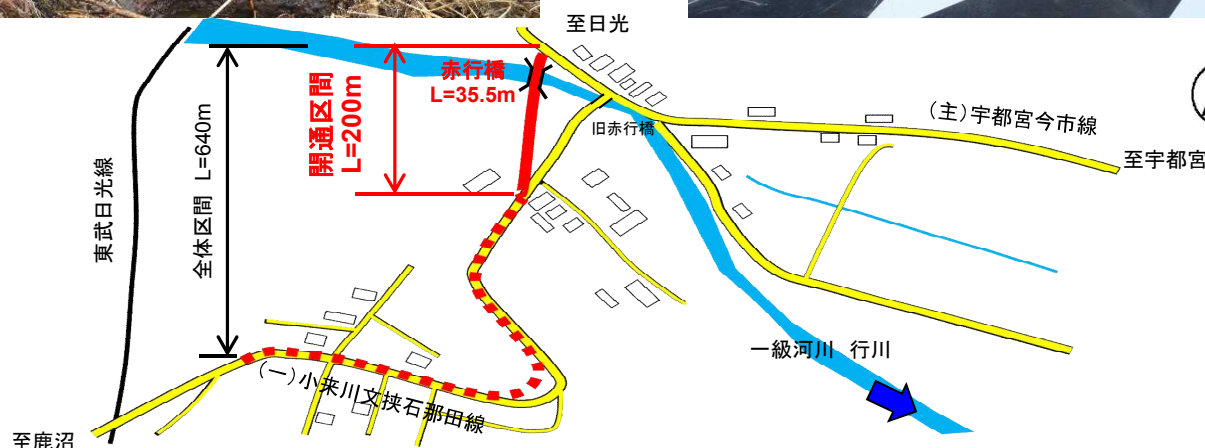 至日光
赤行橋
L=35.5m
開通区間
L=200m
全体区間 L=640m
東武日光線
旧赤行橋
(主)宇都宮今市線
至宇都宮
一級河川 行川
(一)小来川文挟石那田線
至鹿沼